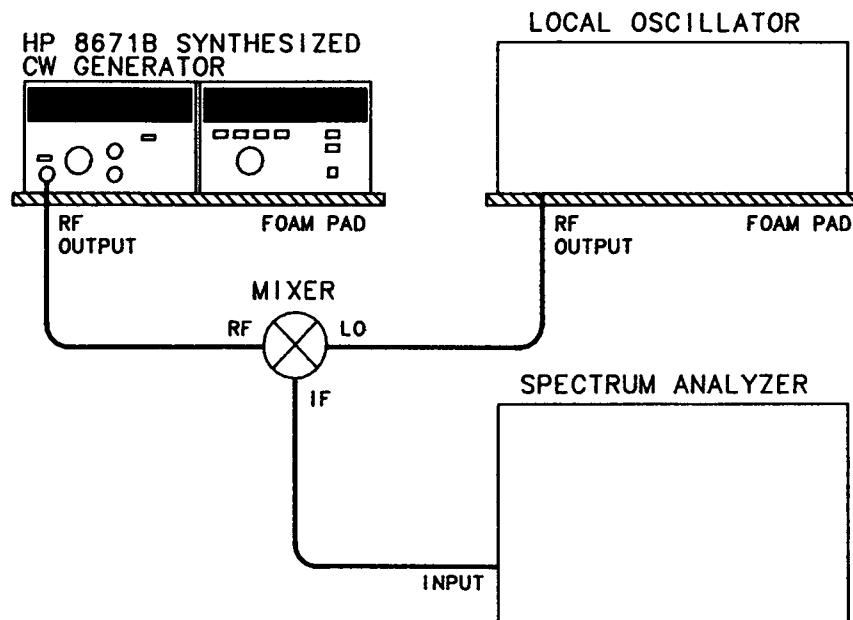 HP 8671B SYNTHESIZED
CW GENERATOR
LOCAL OSCILLATOR
RF
OUTPUT
FOAM PAD
RF
OUTPUT
FOAM PAD
MIXER
RF
LO
IF
SPECTRUM ANALYZER
INPUT